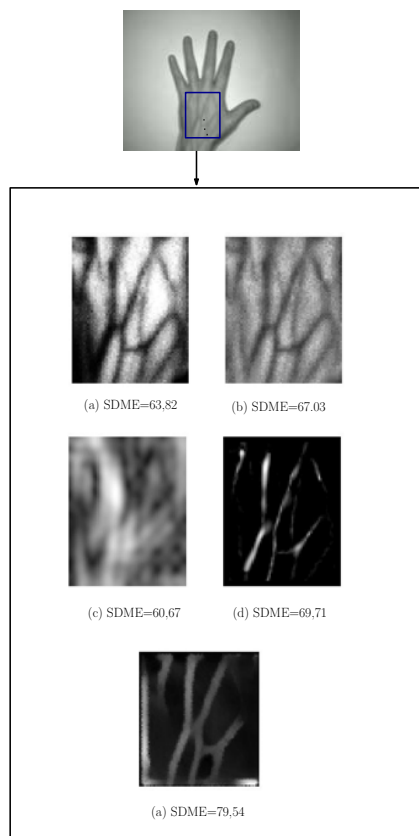 (a) SDME=63,82
(b) SDME=67.03
(c) SDME=60,67
(d) SDME=69,71
(a) SDME=79,54